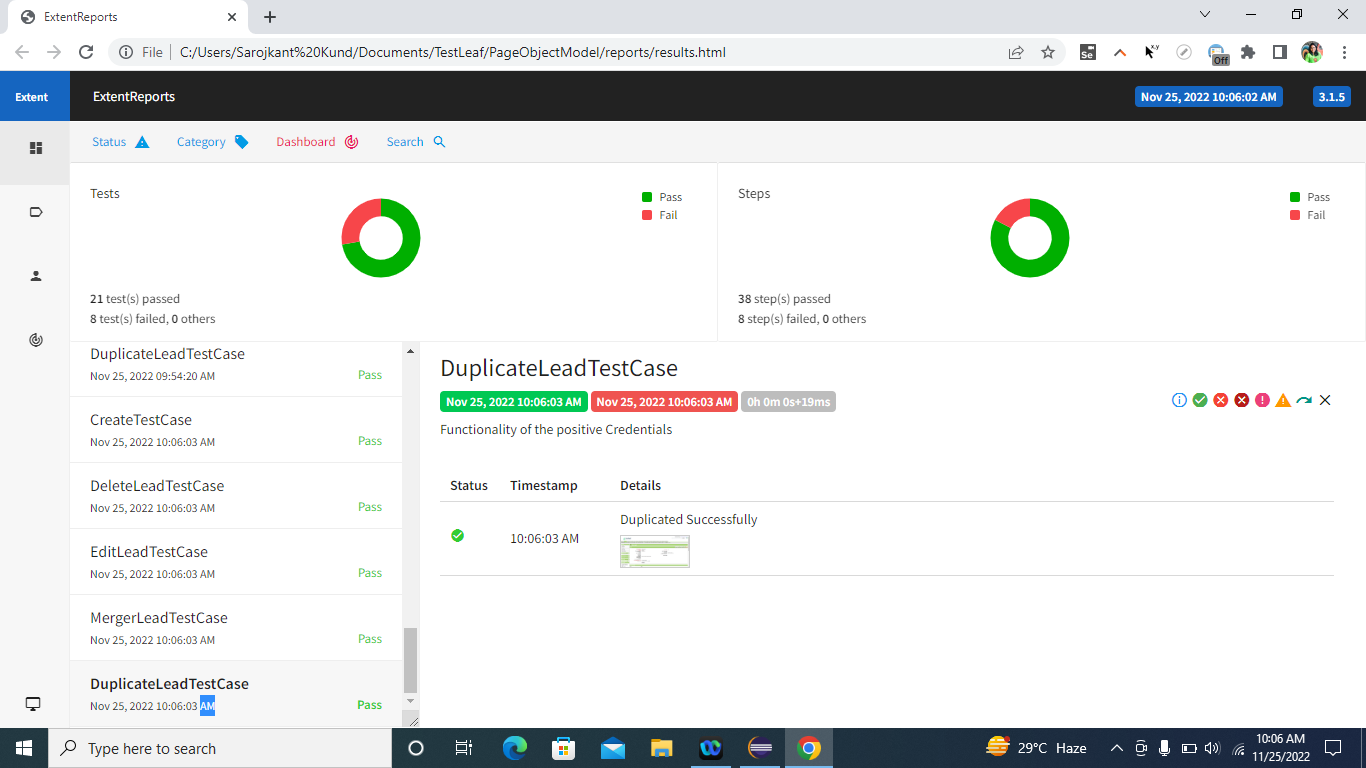 ExtentReports
File C:/Users/Sarojkant%20Kund/Documents/TestLeaf/PageObjectModel/reports/results.html
Se
x,y
Off
Extent ExtentReports Nov 25, 2022 10:06:02 AM 3.1.5
Status Category Dashboard Search
Tests
Pass
Fail
21 test(s) passed
8 test(s) failed, 0 others
Steps
Pass
Fail
38 step(s) passed
8 step(s) failed, 0 others
DuplicateLeadTestCase
Nov 25, 2022 09:54:20 AM Pass
CreateTestCase
Nov 25, 2022 10:06:03 AM Pass
DeleteLeadTestCase
Nov 25, 2022 10:06:03 AM Pass
EditLeadTestCase
Nov 25, 2022 10:06:03 AM Pass
MergerLeadTestCase
Nov 25, 2022 10:06:03 AM Pass
DuplicateLeadTestCase
Nov 25, 2022 10:06:03 AM Pass
DuplicateLeadTestCase
Nov 25, 2022 10:06:03 AM Nov 25, 2022 10:06:03 AM 0h 0m 0s+19ms
Functionality of the positive Credentials
Status Timestamp Details
Duplicated Successfully
10:06:03 AM
Type here to search
29°C Haze
10:06 AM
11/25/2022